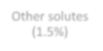 Other solutes
(1.5%)